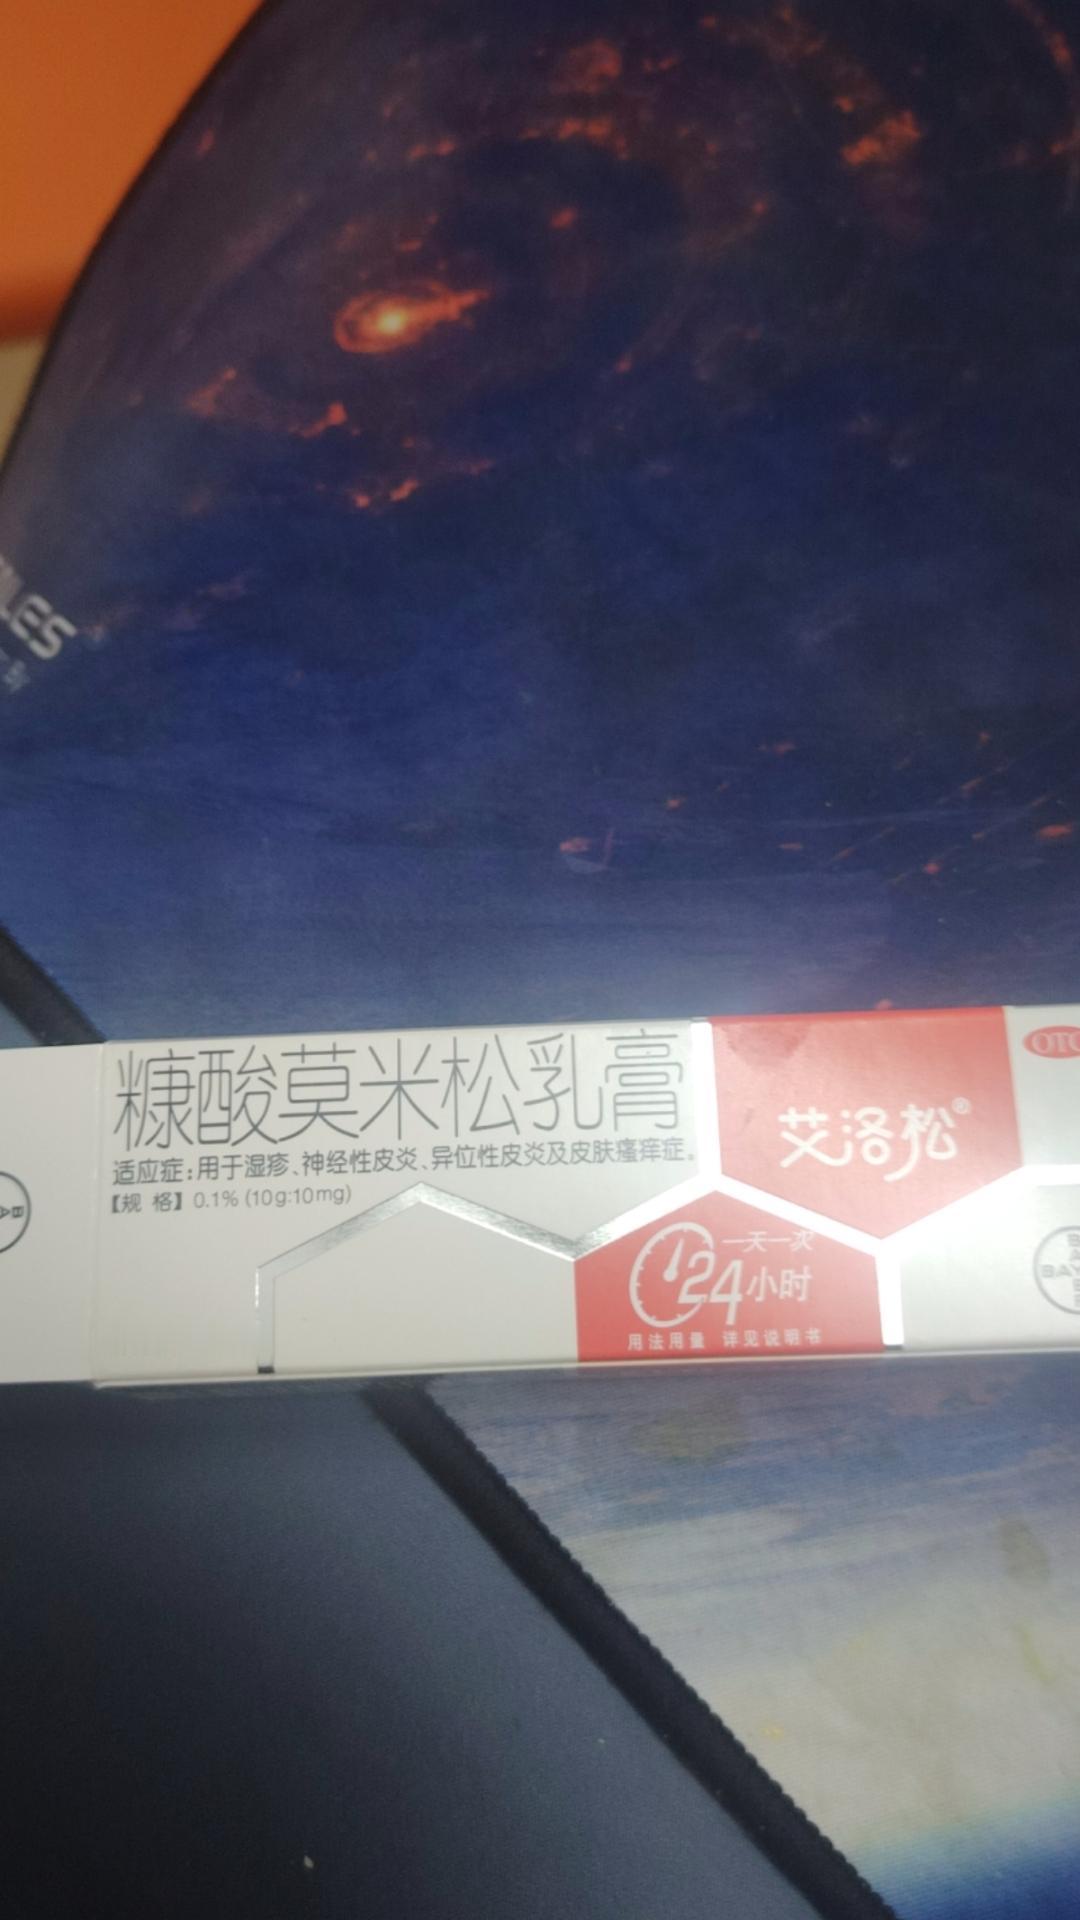 糠酸莫米松乳膏
适应症:用于湿疹、神经性皮炎、异位性皮炎及皮肤瘙痒症。
【规 格】0.1% (10g:10mg)
艾洛松®
OTC
一天一次
24小时
用法用量 详见说明书